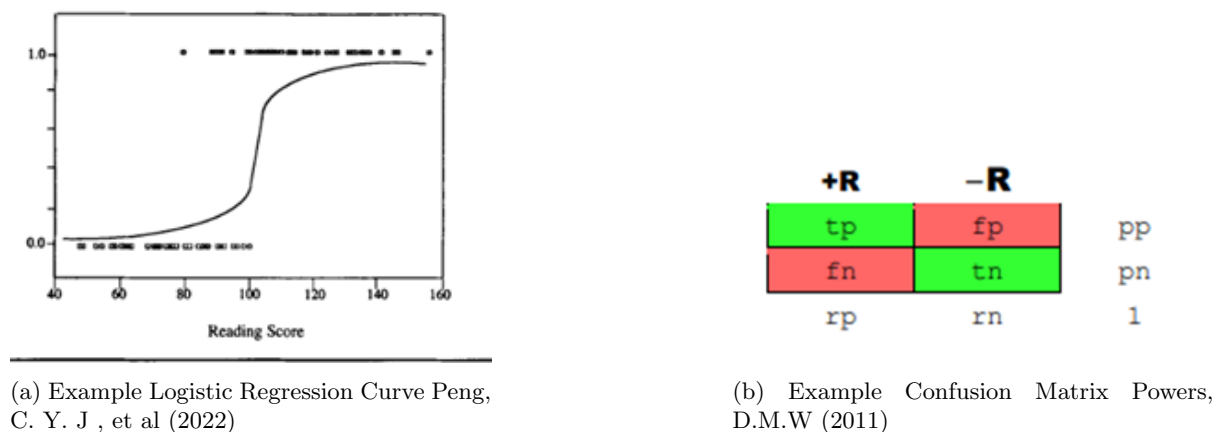 1.0
0.0
40 60 80 100 120 140 160
Reading Score
(a) Example Logistic Regression Curve Peng,
C. Y. J , et al (2022)
+R −R
tp fp pp
fn tn pn
rp rn 1
(b) Example Confusion Matrix Powers,
D.M.W (2011)